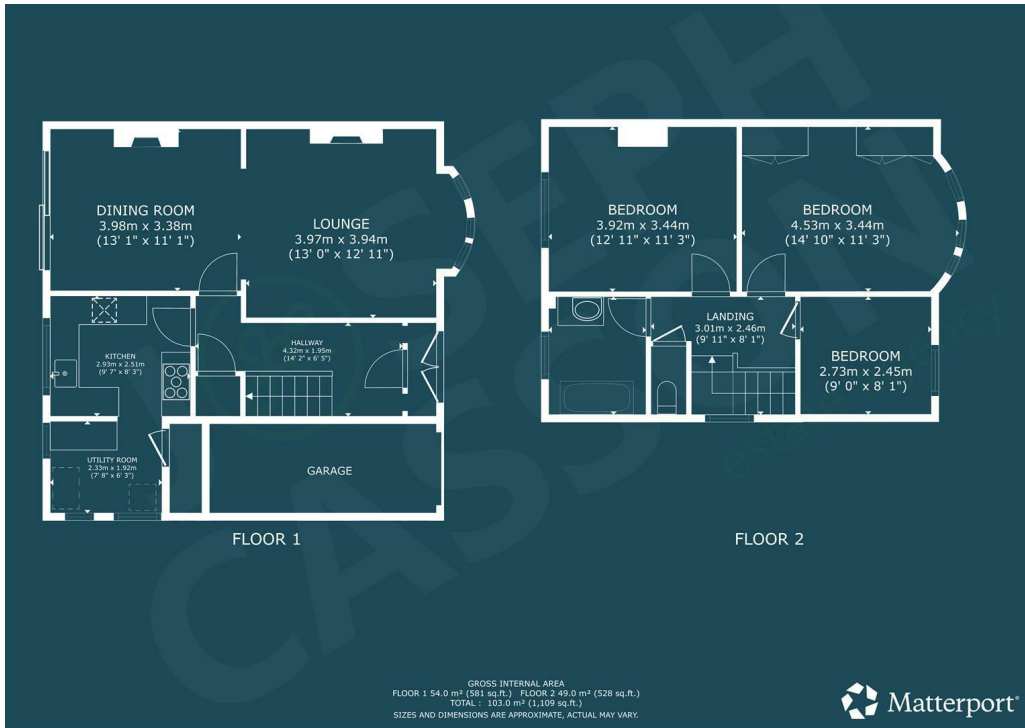 DINING ROOM
3.98m x 3.38m
(13' 1" x 11' 1")
LOUNGE
3.97m x 3.94m
(13' 0" x 12' 11")
KITCHEN
2.93m x 2.51m
(9' 7" x 8' 3")
HALLWAY
4.32m x 1.95m
(14' 2" x 6' 5")
UTILITY ROOM
2.33m x 1.92m
(7' 8" x 6' 3")
GARAGE
FLOOR 1
BEDROOM
3.92m x 3.44m
(12' 11" x 11' 3")
BEDROOM
4.53m x 3.44m
(14' 10" x 11' 3")
LANDING
3.01m x 2.46m
(9' 11" x 8' 1")
BEDROOM
2.73m x 2.45m
(9' 0" x 8' 1")
FLOOR 2
JOSEPH
CASSON
GROSS INTERNAL AREA
FLOOR 1 54.0 m² (581 sq.ft.) FLOOR 2 49.0 m² (528 sq.ft.)
TOTAL : 103.0 m² (1,109 sq.ft.)
SIZES AND DIMENSIONS ARE APPROXIMATE, ACTUAL MAY VARY.
Matterport®